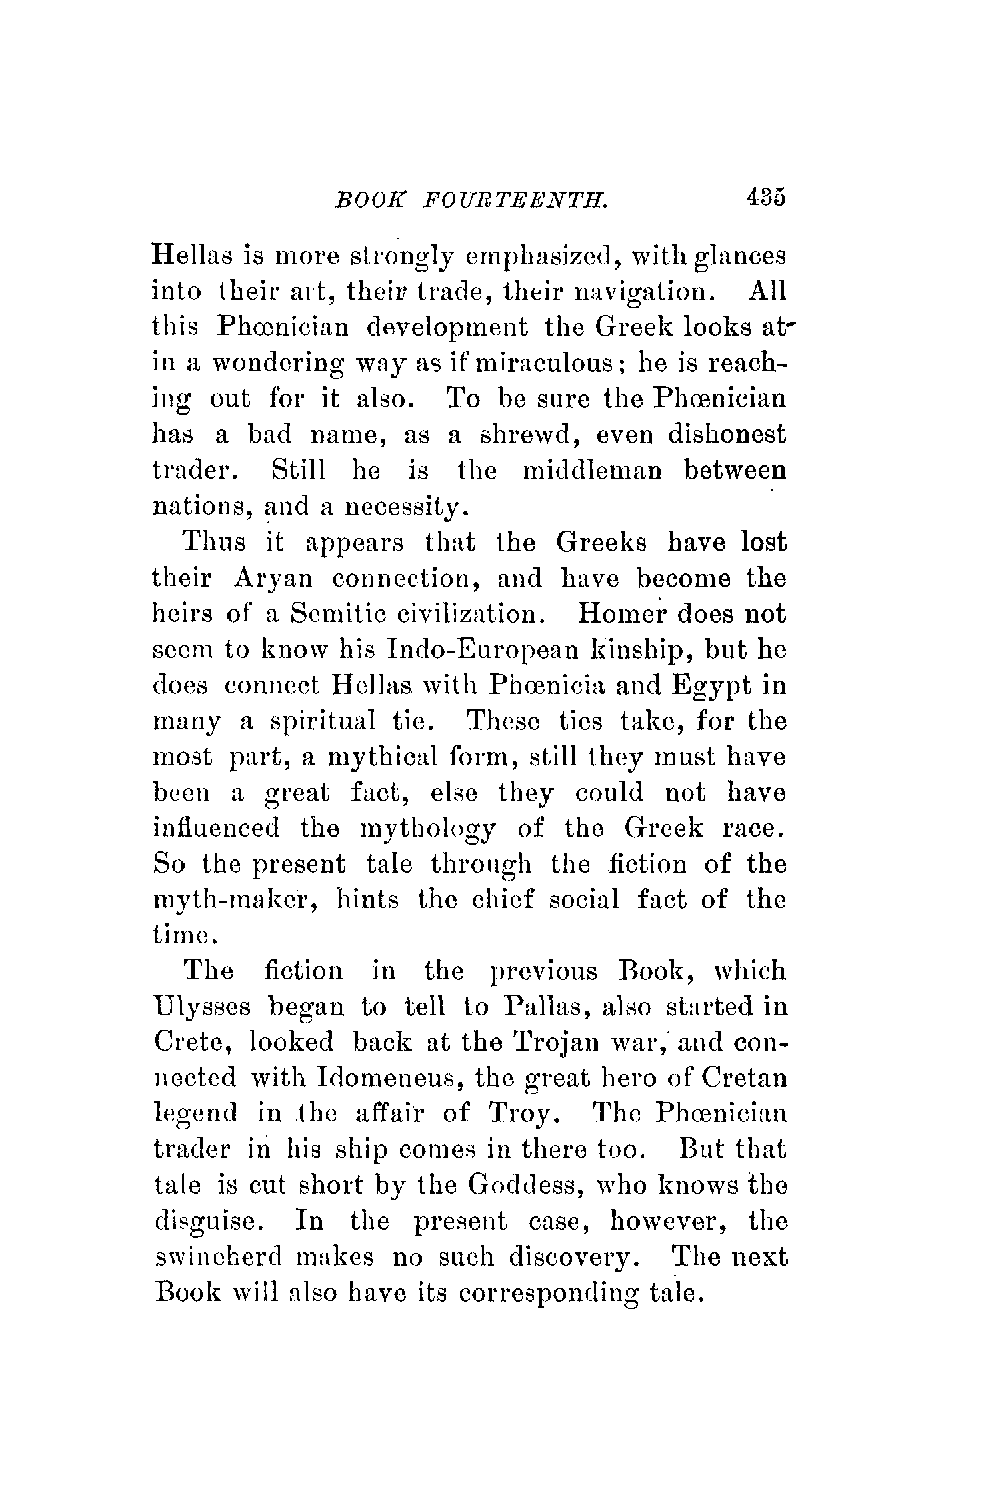 BOOK FOURTEENTH. 435
Hellas is more strongly emphasized, with glances
into their art, their trade, their navigation. All
this Phœnician development the Greek looks at
in a wondering way as if miraculous; he is reach-
ing out for it also. To be sure the Phœnician
has a bad name, as a shrewd, even dishonest
trader. Still he is the middleman between
nations, and a necessity.
Thus it appears that the Greeks have lost
their Aryan connection, and have become the
heirs of a Semitic civilization. Homer does not
seem to know his Indo-European kinship, but he
does connect Hellas with Phœnicia and Egypt in
many a spiritual tie. These ties take, for the
most part, a mythical form, still they must have
been a great fact, else they could not have
influenced the mythology of the Greek race.
So the present tale through the fiction of the
myth-maker, hints the chief social fact of the
time.
The fiction in the previous Book, which
Ulysses began to tell to Pallas, also started in
Crete, looked back at the Trojan war, and con-
nected with Idomeneus, the great hero of Cretan
legend in the affair of Troy. The Phœnician
trader in his ship comes in there too. But that
tale is cut short by the Goddess, who knows the
disguise. In the present case, however, the
swineherd makes no such discovery. The next
Book will also have its corresponding tale.